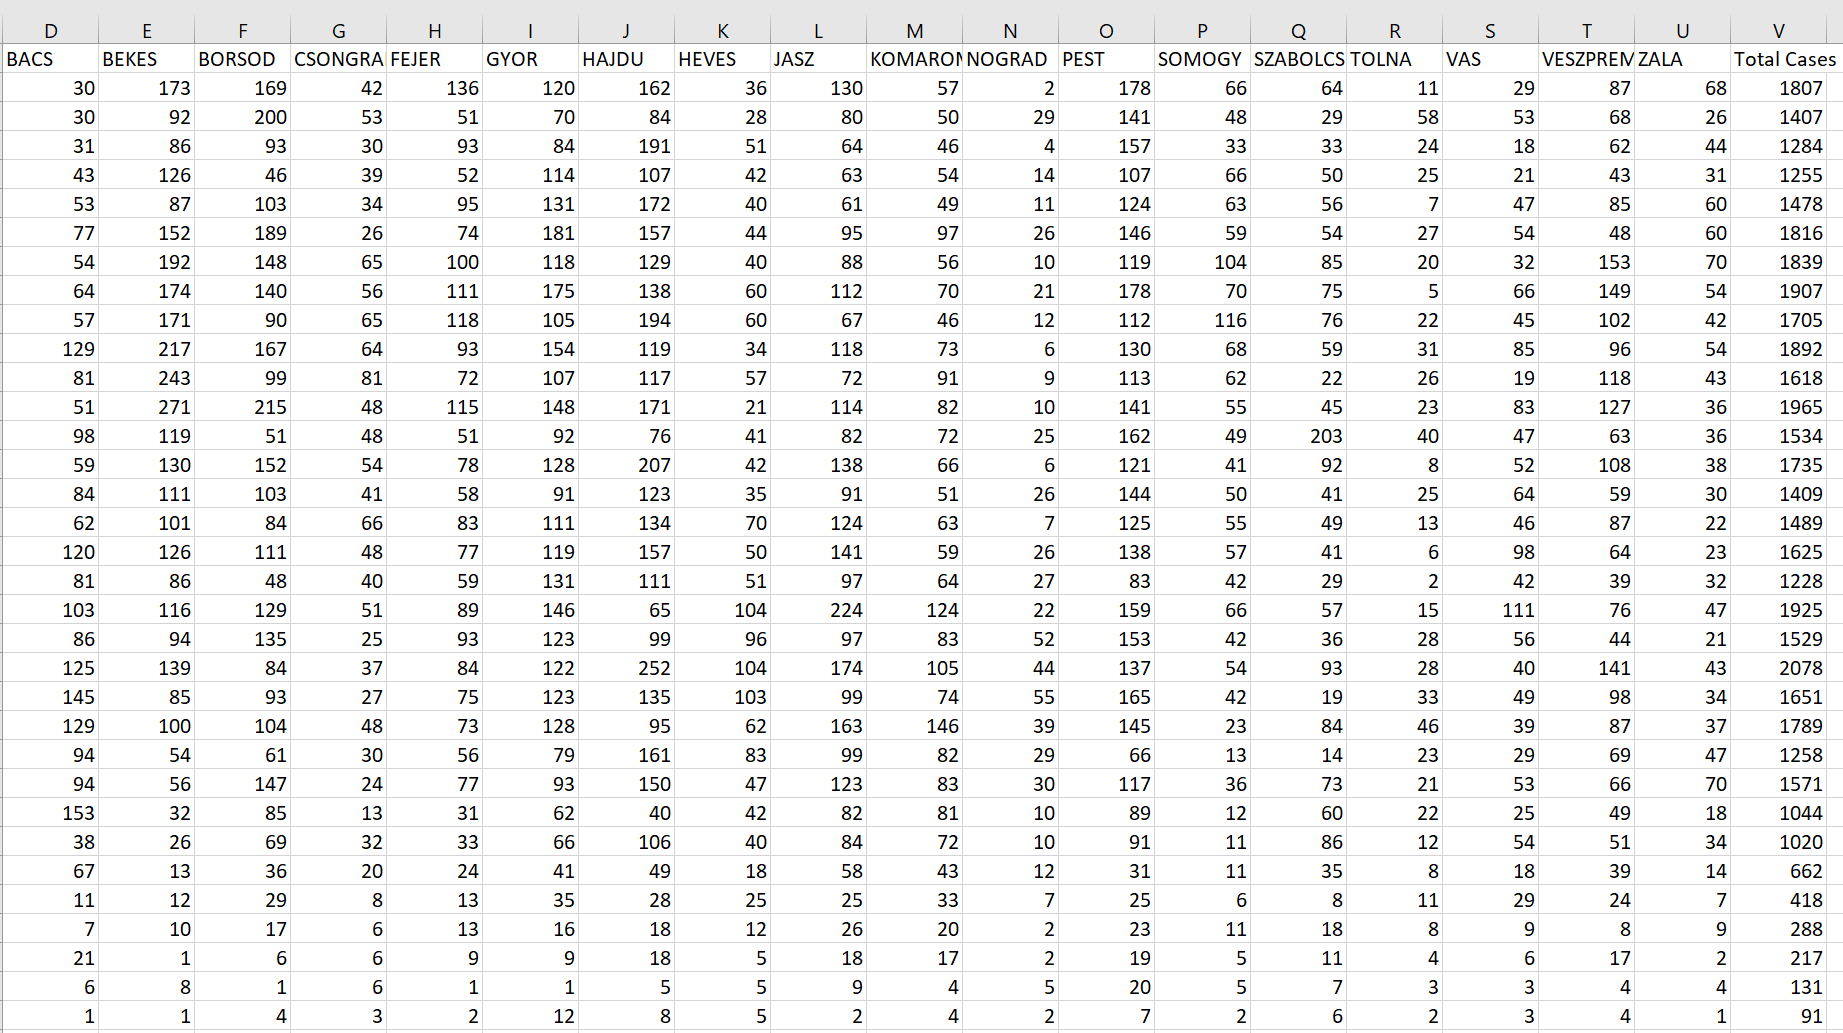 D E F G H I J K L M N O P Q R S T U V
BACS BEKES BORSOD CSONGRA FEJER GYOR HAJDU HEVES JASZ KOMAROM NOGRAD PEST SOMOGY SZABOLCS TOLNA VAS VESZPREM ZALA Total Cases
30 173 169 42 136 120 162 36 130 57 2 178 66 64 11 29 87 68 1807
30 92 200 53 51 70 84 28 80 50 29 141 48 29 58 53 68 26 1407
31 86 93 30 93 84 191 51 64 46 4 157 33 33 24 18 62 44 1284
43 126 46 39 52 114 107 42 63 54 14 107 66 50 25 21 43 31 1255
53 87 103 34 95 131 172 40 61 49 11 124 63 56 7 47 85 60 1478
77 152 189 26 74 181 157 44 95 97 26 146 59 54 27 54 48 60 1816
54 192 148 65 100 118 129 40 88 56 10 119 104 85 20 32 153 70 1839
64 174 140 56 111 175 138 60 112 70 21 178 70 75 5 66 149 54 1907
57 171 90 65 118 105 194 60 67 46 12 112 116 76 22 45 102 42 1705
129 217 167 64 93 154 119 34 118 73 6 130 68 59 31 85 96 54 1892
81 243 99 81 72 107 117 57 72 91 9 113 62 22 26 19 118 43 1618
51 271 215 48 115 148 171 21 114 82 10 141 55 45 23 83 127 36 1965
98 119 51 48 51 92 76 41 82 72 25 162 49 203 40 47 63 36 1534
59 130 152 54 78 128 207 42 138 66 6 121 41 92 8 52 108 38 1735
84 111 103 41 58 91 123 35 91 51 26 144 50 41 25 64 59 30 1409
62 101 84 66 83 111 134 70 124 63 7 125 55 49 13 46 87 22 1489
120 126 111 48 77 119 157 50 141 59 26 138 57 41 6 98 64 23 1625
81 86 48 40 59 131 111 51 97 64 27 83 42 29 2 42 39 32 1228
103 116 129 51 89 146 65 104 224 124 22 159 66 57 15 111 76 47 1925
86 94 135 25 93 123 99 96 97 83 52 153 42 36 28 56 44 21 1529
125 139 84 37 84 122 252 104 174 105 44 137 54 93 28 40 141 43 2078
145 85 93 27 75 123 135 103 99 74 55 165 42 19 33 49 98 34 1651
129 100 104 48 73 128 95 62 163 146 39 145 23 84 46 39 87 37 1789
94 54 61 30 56 79 161 83 99 82 29 66 13 14 23 29 69 47 1258
94 56 147 24 77 93 150 47 123 83 30 117 36 73 21 53 66 70 1571
153 32 85 13 31 62 40 42 82 81 10 89 12 60 22 25 49 18 1044
38 26 69 32 33 66 106 40 84 72 10 91 11 86 12 54 51 34 1020
67 13 36 20 24 41 49 18 58 43 12 31 11 35 8 18 39 14 662
11 12 29 8 13 35 28 25 25 33 7 25 6 8 11 29 24 7 418
7 10 17 6 13 16 18 12 26 20 2 23 11 18 8 9 8 9 288
21 1 6 6 9 9 18 5 18 17 2 19 5 11 4 6 17 2 217
6 8 1 6 1 1 5 5 9 4 5 20 5 7 3 3 4 4 131
1 1 4 3 2 12 8 5 2 4 2 7 2 6 2 3 4 1 91